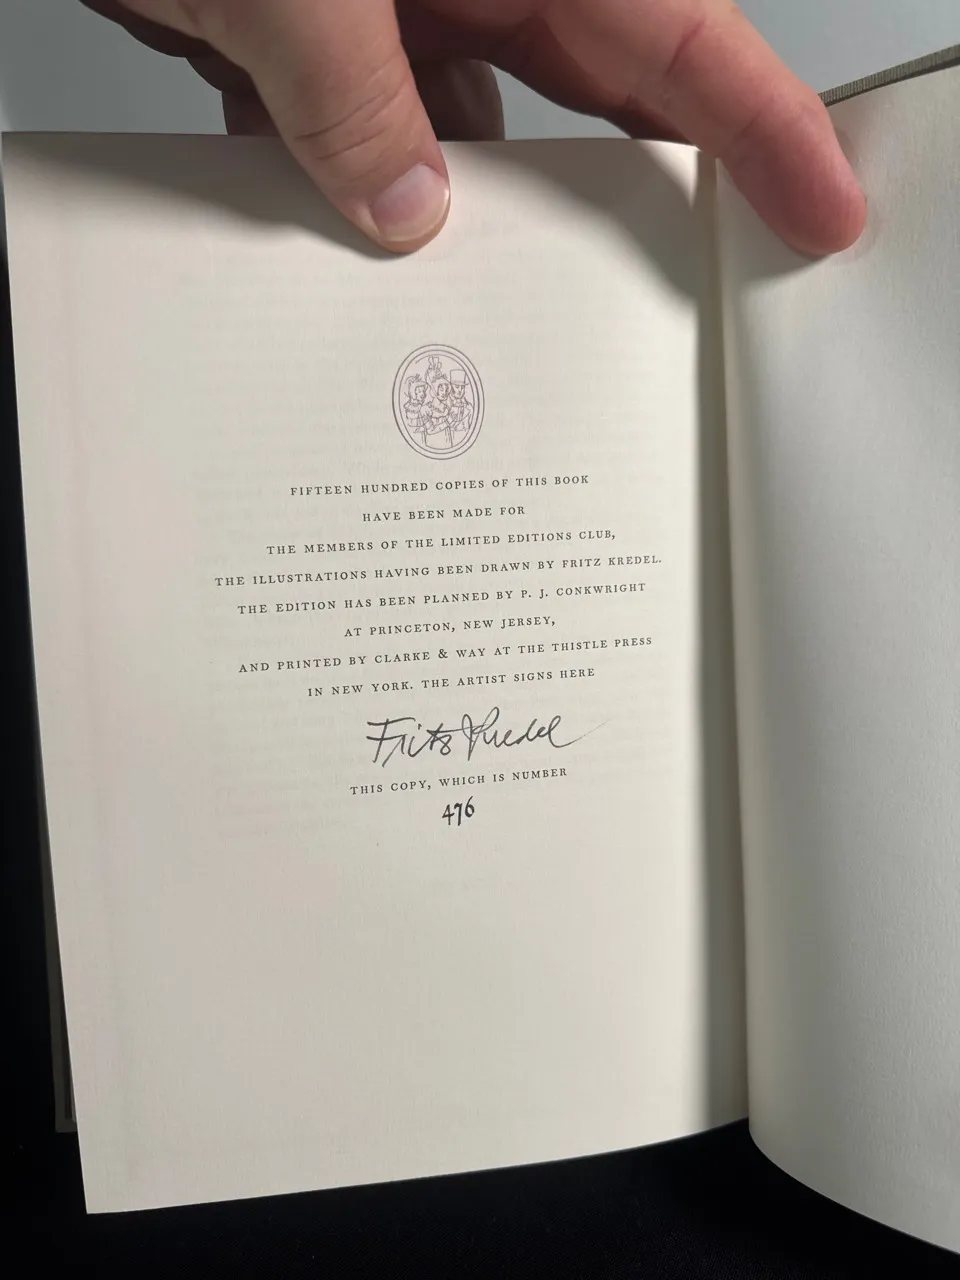 FIFTEEN HUNDRED COPIES OF THIS BOOK
HAVE BEEN MADE FOR
THE MEMBERS OF THE LIMITED EDITIONS CLUB,
THE ILLUSTRATIONS HAVING BEEN DRAWN BY FRITZ KREDEL.
THE EDITION HAS BEEN PLANNED BY P. J. CONKWRIGHT
AT PRINCETON, NEW JERSEY,
AND PRINTED BY CLARKE & WAY AT THE THISTLE PRESS
IN NEW YORK. THE ARTIST SIGNS HERE
Fritz Kredel
THIS COPY, WHICH IS NUMBER
476